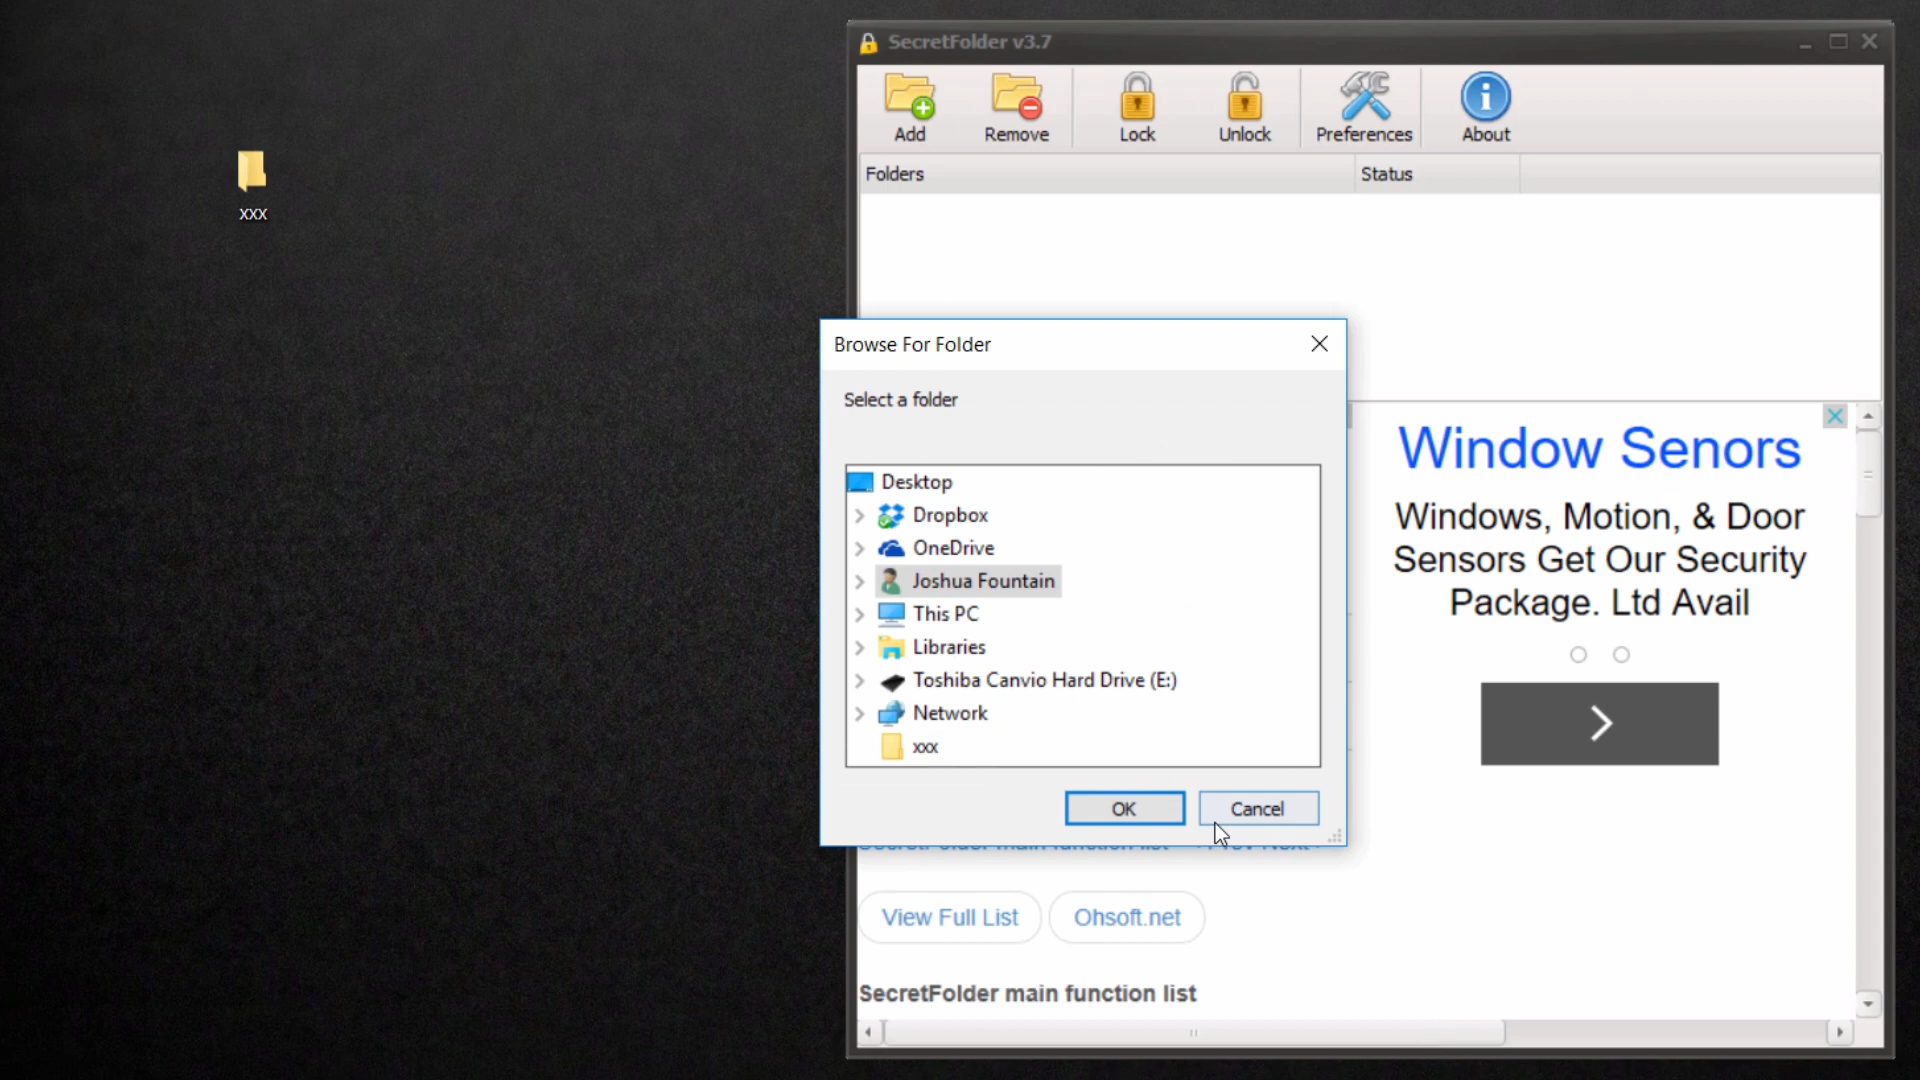 xxx
SecretFolder v3.7
Add
Remove
Lock
Unlock
Preferences
About
Folders
Status
Browse For Folder
Select a folder
Desktop
Dropbox
OneDrive
Joshua Fountain
This PC
Libraries
Toshiba Canvio Hard Drive (E:)
Network
xxx
OK
Cancel
Window Senors
Windows, Motion, & Door
Sensors Get Our Security
Package. Ltd Avail
View Full List
Ohsoft.net
SecretFolder main function list